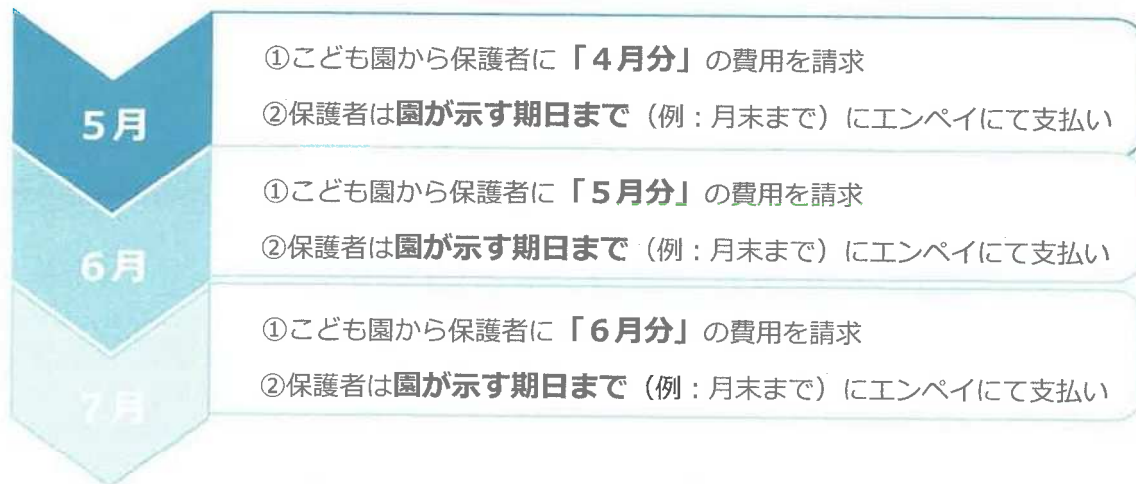 5月
①こども園から保護者に「４月分」の費用を請求
②保護者は園が示す期日まで（例：月末まで）にエンペイにて支払い
6月
①こども園から保護者に「５月分」の費用を請求
②保護者は園が示す期日まで（例：月末まで）にエンペイにて支払い
7月
①こども園から保護者に「６月分」の費用を請求
②保護者は園が示す期日まで（例：月末まで）にエンペイにて支払い